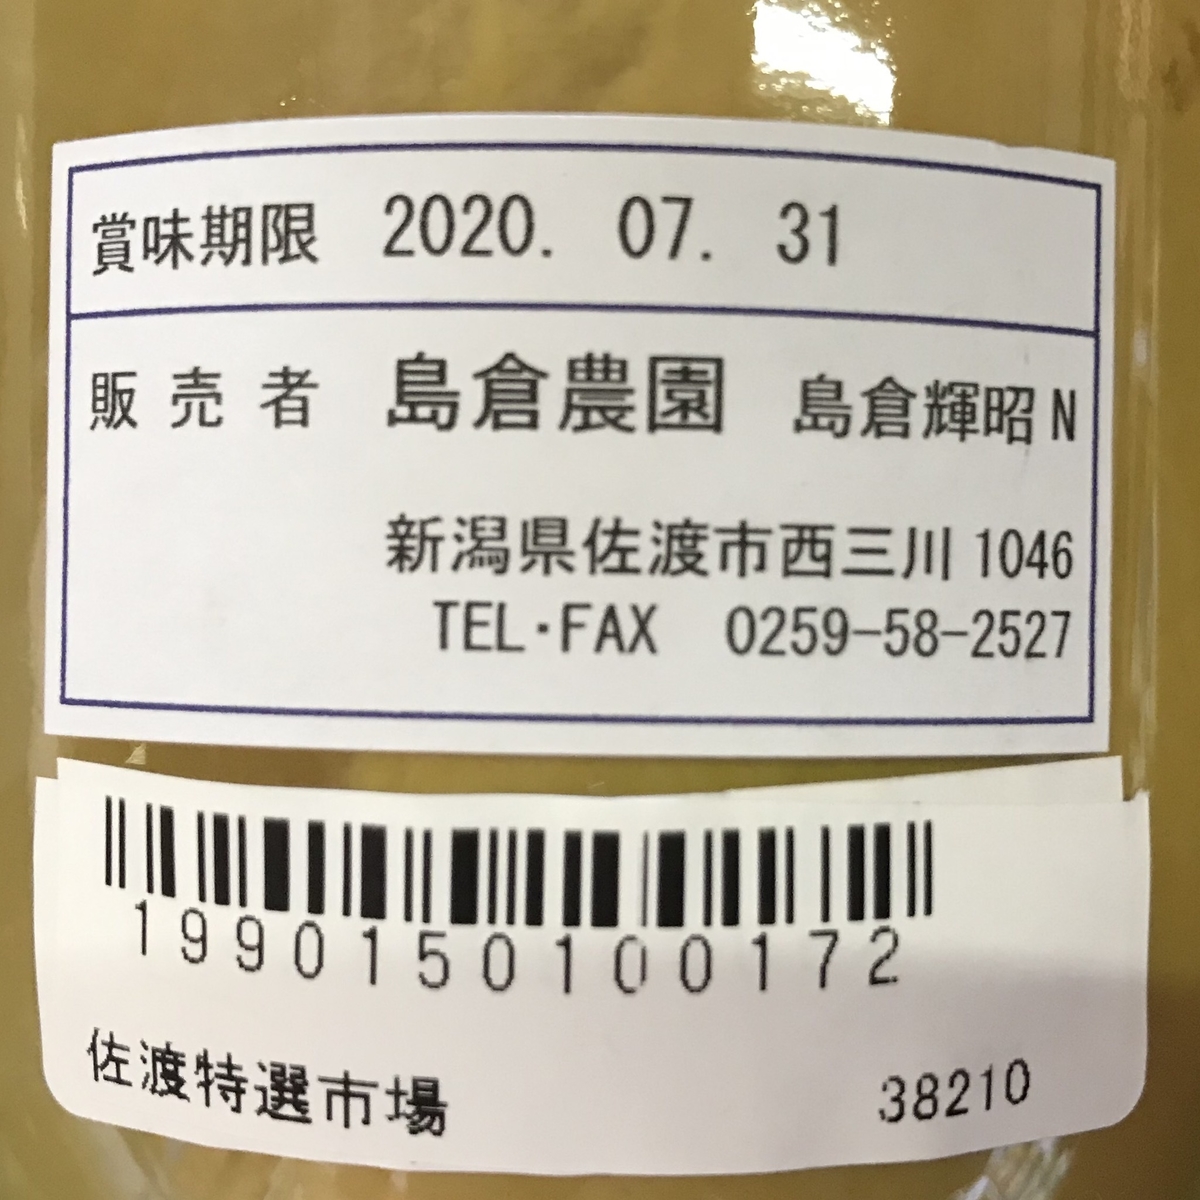 賞味期限 2020. 07. 31
販売者 島倉農園 島倉輝昭 N
新潟県佐渡市西三川 1046
TEL・FAX 0259-58-2527
1990150100172
佐渡特選市場 38210